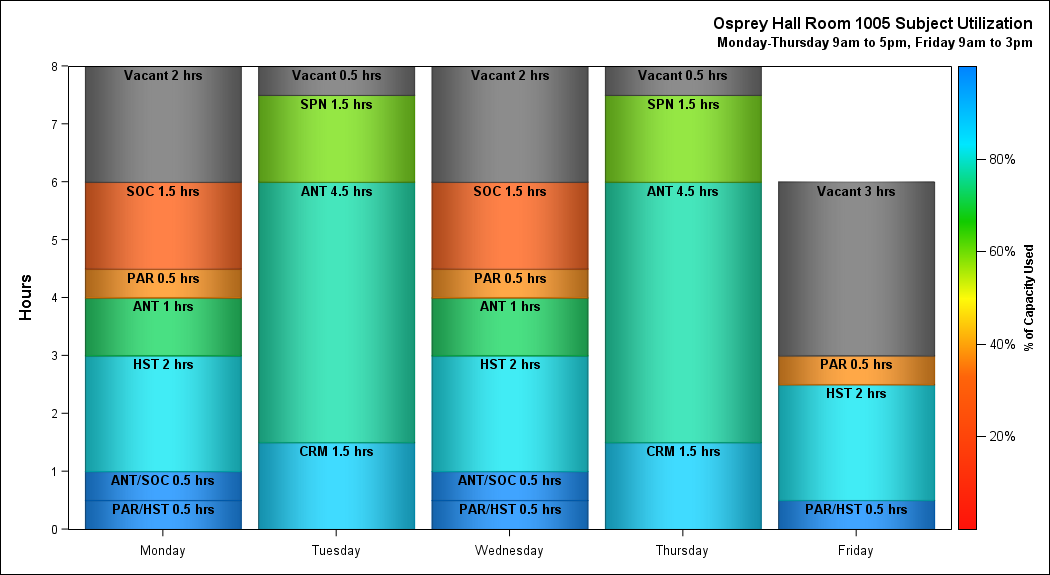 Osprey Hall Room 1005 Subject Utilization
Monday-Thursday 9am to 5pm, Friday 9am to 3pm
Hours
8
7
6
5
4
3
2
1
0
Vacant 2 hrs
SOC 1.5 hrs
PAR 0.5 hrs
ANT 1 hrs
HST 2 hrs
ANT/SOC 0.5 hrs
PAR/HST 0.5 hrs
Vacant 0.5 hrs
SPN 1.5 hrs
ANT 4.5 hrs
CRM 1.5 hrs
Vacant 2 hrs
SOC 1.5 hrs
PAR 0.5 hrs
ANT 1 hrs
HST 2 hrs
ANT/SOC 0.5 hrs
PAR/HST 0.5 hrs
Vacant 0.5 hrs
SPN 1.5 hrs
ANT 4.5 hrs
CRM 1.5 hrs
Vacant 3 hrs
PAR 0.5 hrs
HST 2 hrs
PAR/HST 0.5 hrs
Monday
Tuesday
Wednesday
Thursday
Friday
80%
60%
40%
20%
% of Capacity Used